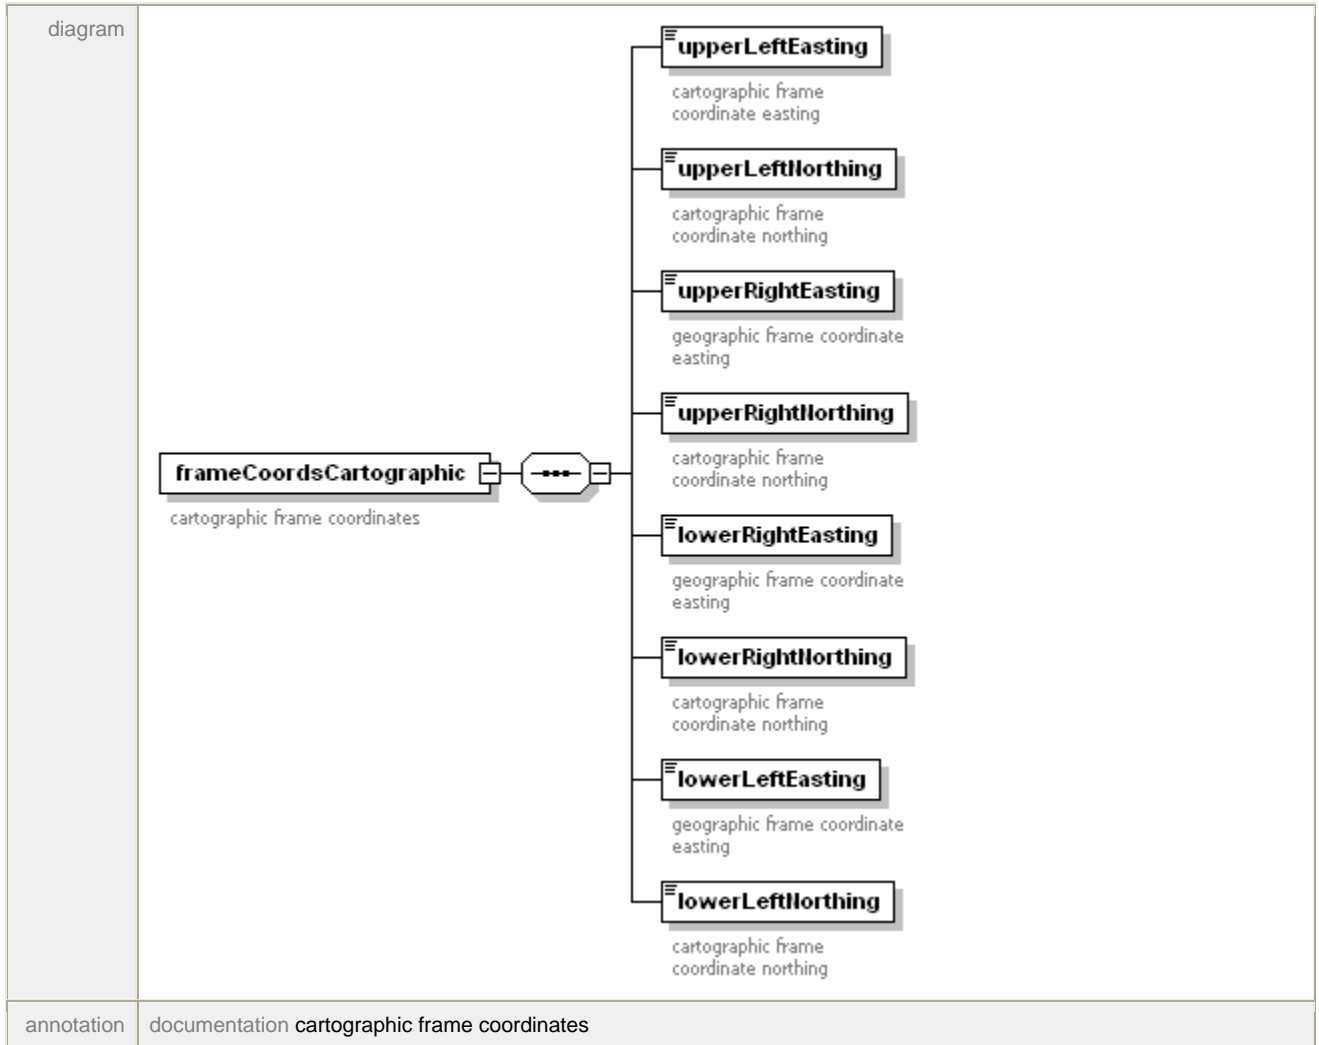 diagram
upperLeftEasting
cartographic frame
coordinate easting
upperLeftNorthing
cartographic frame
coordinate northing
upperRightEasting
geographic frame coordinate
easting
upperRightNorthing
cartographic frame
coordinate northing
frameCoordsCartographic
cartographic frame coordinates
lowerRightEasting
geographic frame coordinate
easting
lowerRightNorthing
cartographic frame
coordinate northing
lowerLeftEasting
geographic frame coordinate
easting
lowerLeftNorthing
cartographic frame
coordinate northing
annotation documentation cartographic frame coordinates